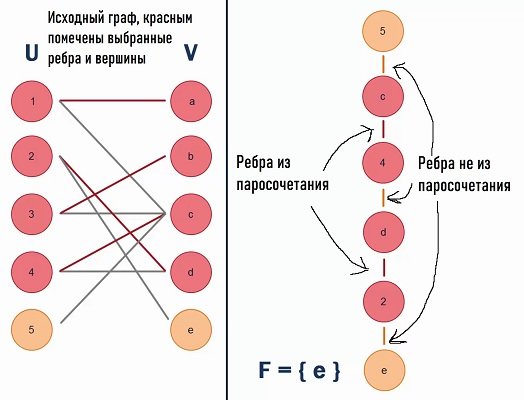 Исходный граф, красным
помечены выбранные
ребра и вершины
U
V
1
a
2
b
3
c
4
d
5
e
5
c
4
d
2
e
Ребра из
паросочетания
Ребра не из
паросочетания
F = { e }